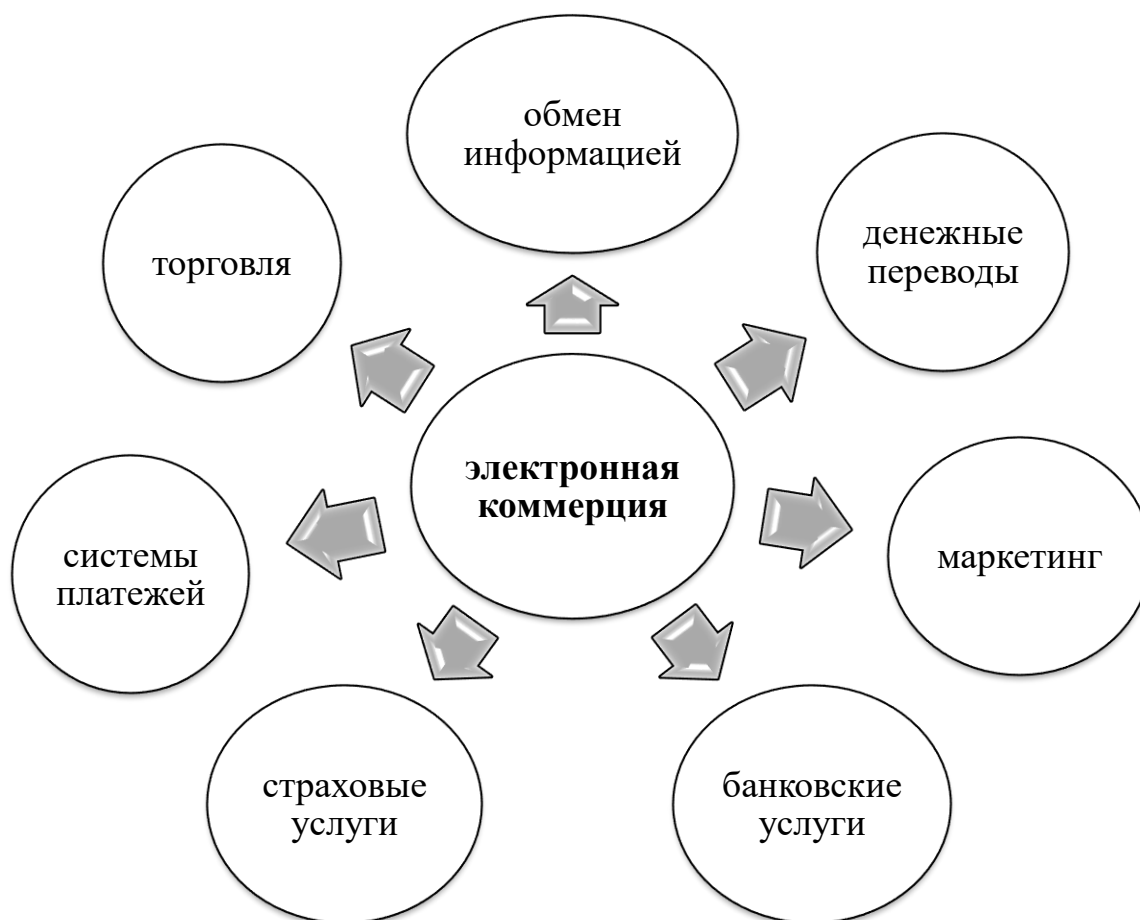 обмен
информацией
денежные
переводы
торговля
электронная
коммерция
маркетинг
системы
платежей
страховые
услуги
банковские
услуги